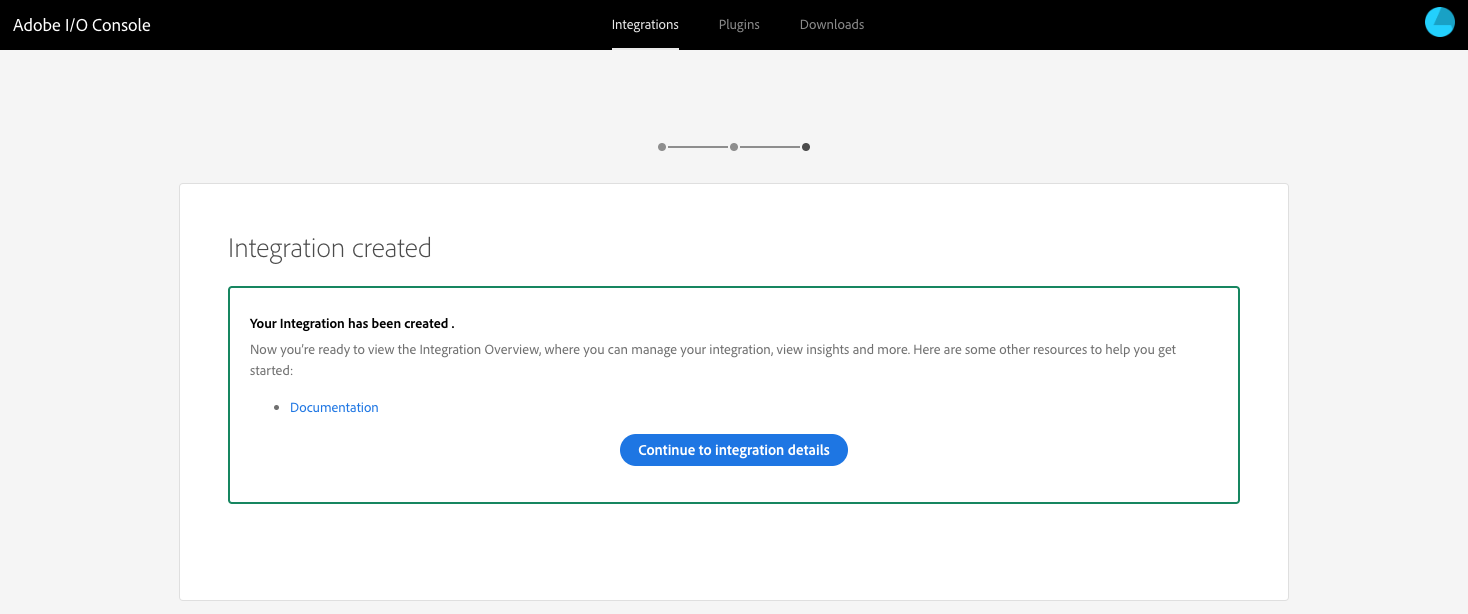 Adobe I/O Console
Integrations
Plugins
Downloads
Integration created
Your Integration has been created .
Now you're ready to view the Integration Overview, where you can manage your integration, view insights and more. Here are some other resources to help you get
started:
Documentation
Continue to integration details